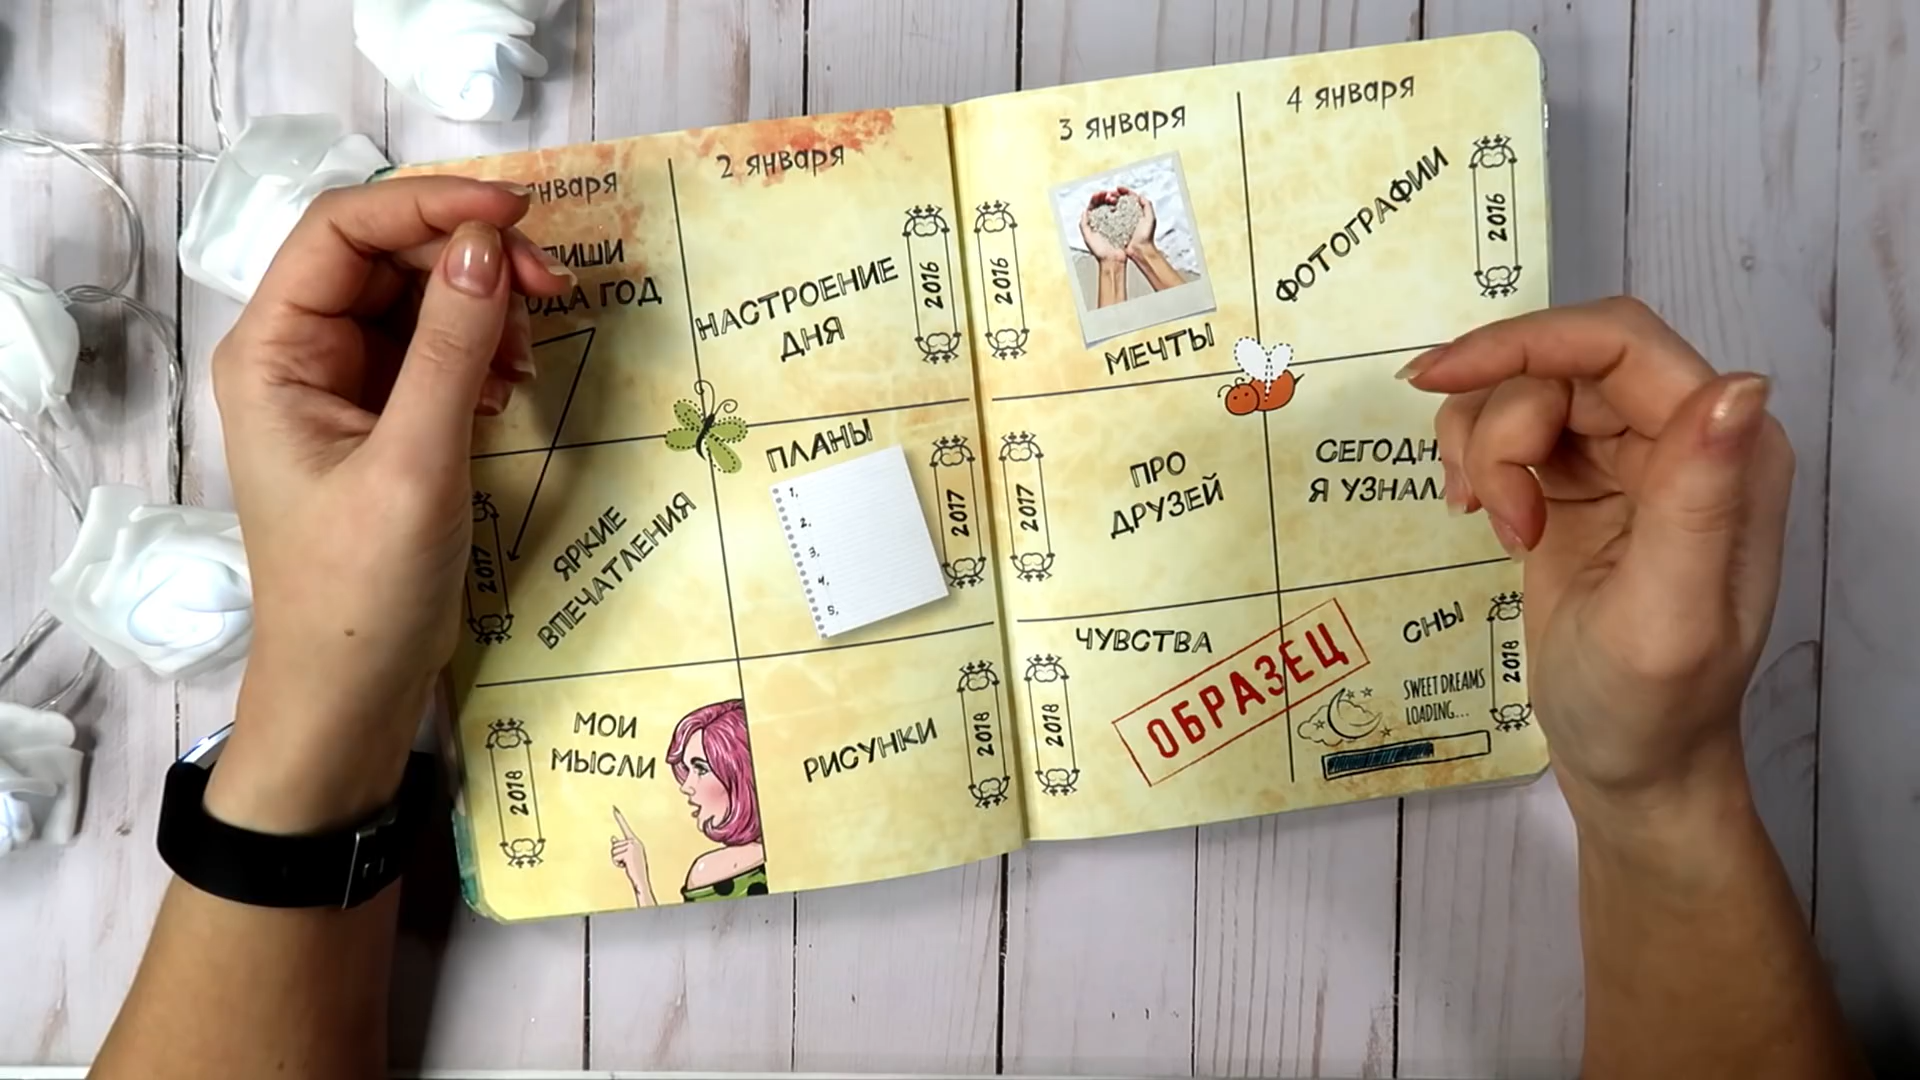 2 января
3 января
4 января
ГОД
НАСТРОЕНИЕ
ДНЯ
2016
2016
МЕЧТЫ
ФОТОГРАФИИ
2016
2017
ЯРКИЕ
ВПЕЧАТЛЕНИЯ
ПЛАНЫ
1.
2.
3.
4.
5.
2017
2017
ПРО
ДРУЗЕЙ
Я
2018
МОИ
МЫСЛИ
РИСУНКИ
2018
2018
ЧУВСТВА
ОБРАЗЕЦ
СНЫ
SWEET DREAMS
LOADING...
2018